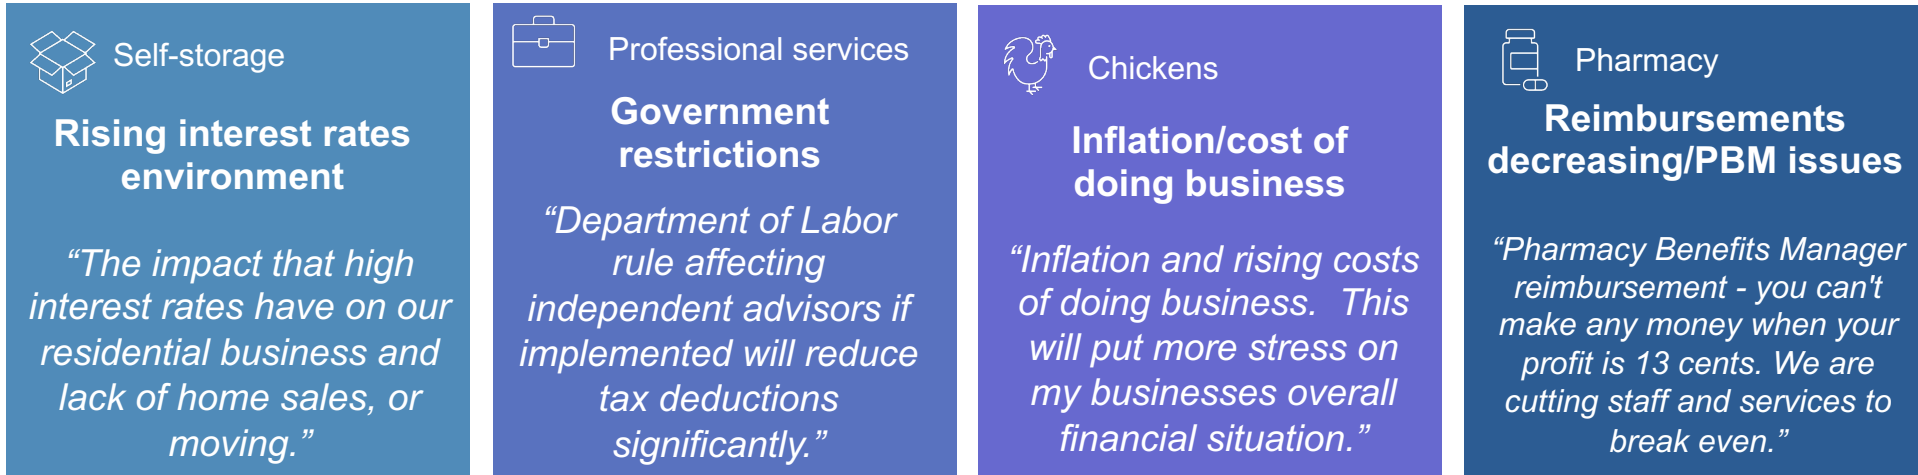 Self-storage
Rising interest rates
environment
“The impact that high
interest rates have on our
residential business and
lack of home sales, or
moving.”
Professional services
Government
restrictions
“Department of Labor
rule affecting
independent advisors if
implemented will reduce
tax deductions
significantly.”
Chickens
Inflation/cost of
doing business
“Inflation and rising costs
of doing business.  This
will put more stress on
my businesses overall
financial situation.”
Pharmacy
Reimbursements
decreasing/PBM issues
“Pharmacy Benefits Manager
reimbursement - you can't
make any money when your
profit is 13 cents. We are
cutting staff and services to
break even.”